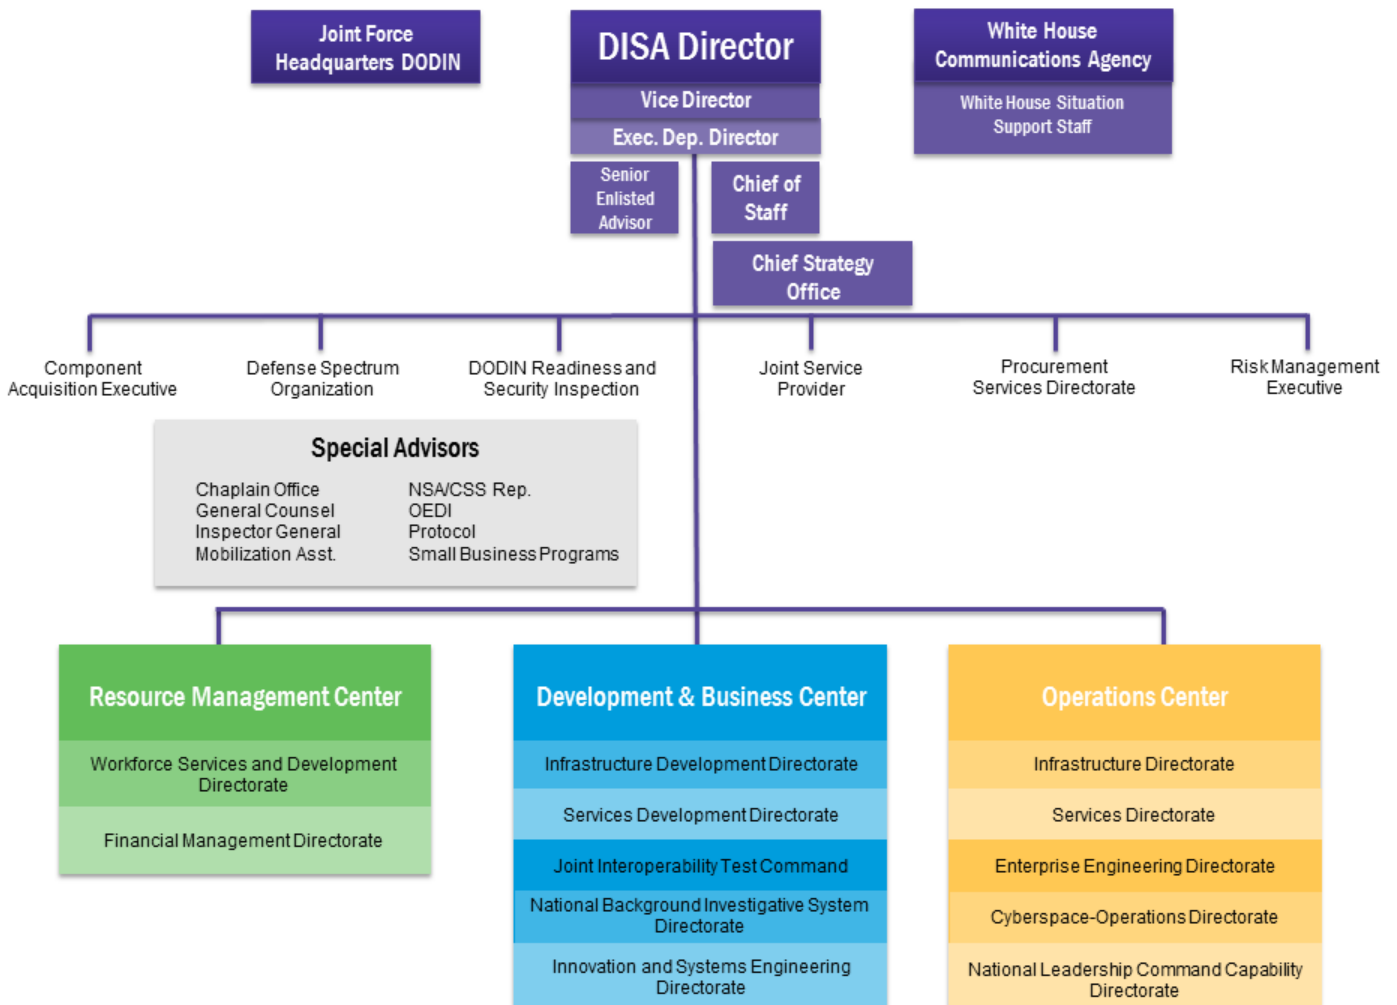 Joint Force
Headquarters DODIN
DISA Director
Vice Director
Exec. Dep. Director
White House
Communications Agency
White House Situation
Support Staff
Senior
Enlisted
Advisor
Chief of
Staff
Chief Strategy
Office
Component
Acquisition Executive
Defense Spectrum
Organization
DODIN Readiness and
Security Inspection
Joint Service
Provider
Procurement
Services Directorate
Risk Management
Executive
Special Advisors
Chaplain Office
General Counsel
Inspector General
Mobilization Asst.
NSA/CSS Rep.
OEDI
Protocol
Small Business Programs
Resource Management Center
Workforce Services and Development
Directorate
Financial Management Directorate
Development & Business Center
Infrastructure Development Directorate
Services Development Directorate
Joint Interoperability Test Command
National Background Investigative System
Directorate
Innovation and Systems Engineering
Directorate
Operations Center
Infrastructure Directorate
Services Directorate
Enterprise Engineering Directorate
Cyberspace-Operations Directorate
National Leadership Command Capability
Directorate